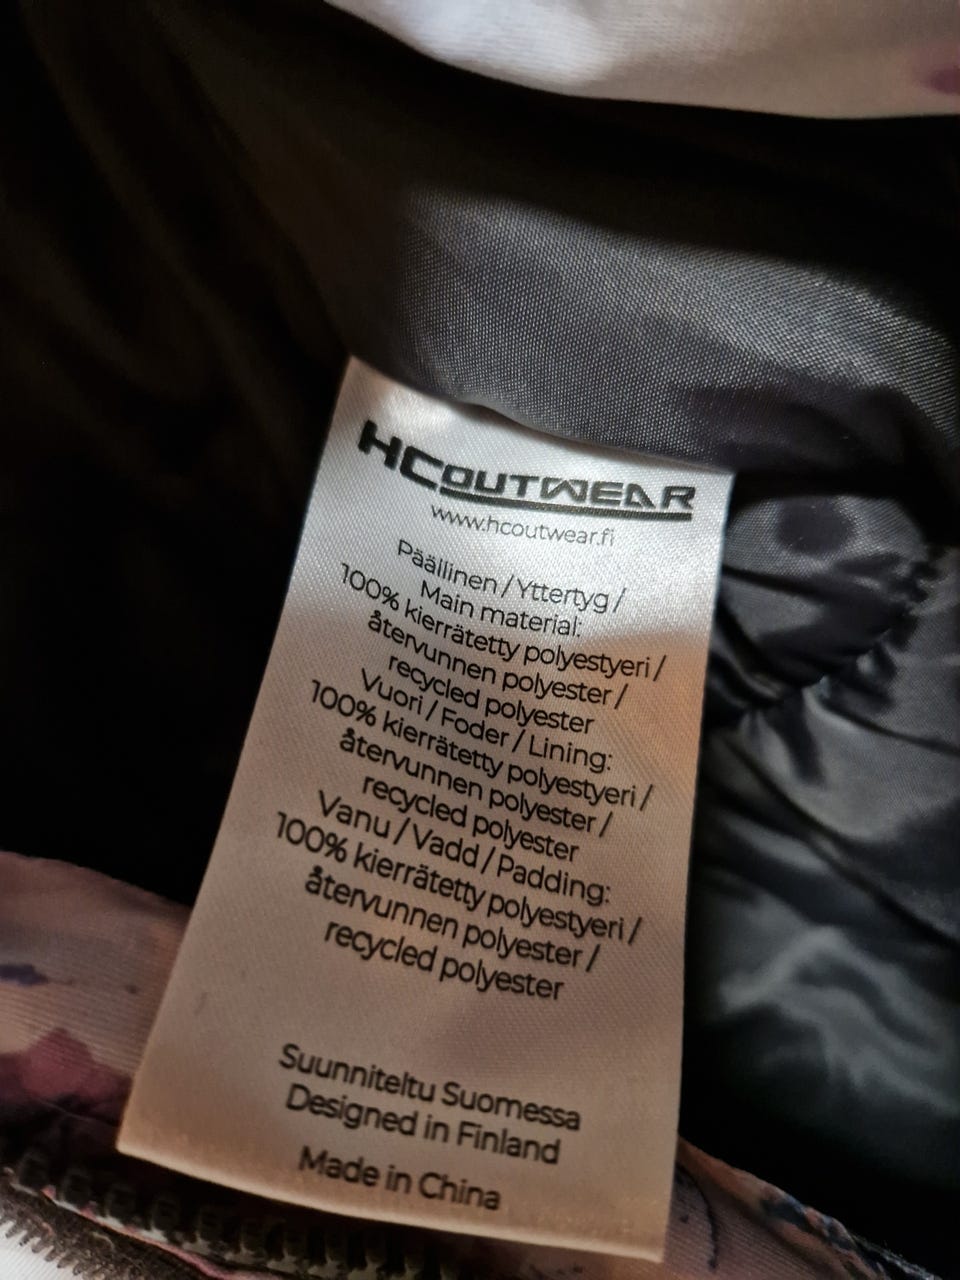 HCOUTWEAR
www.hcoutwear.fi
Päällinen / Yttertyg /
Main material:
100% kierrätetty polyestyeri /
återvunnen polyester /
recycled polyester
Vuori / Foder / Lining:
100% kierrätetty polyestyeri /
återvunnen polyester /
recycled polyester
Vanu / Vadd / Padding:
100% kierrätetty polyestyeri /
återvunnen polyester /
recycled polyester
Suunniteltu Suomessa
Designed in Finland
Made in China